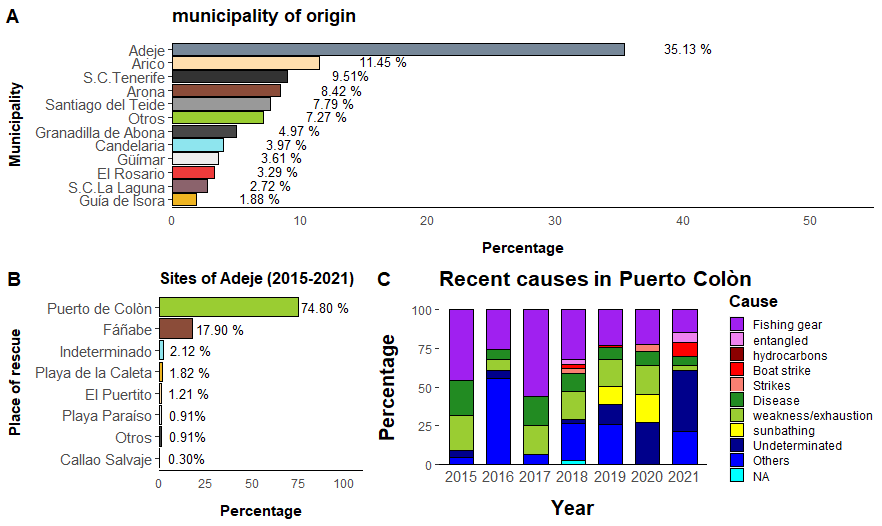 A
municipality of origin
Municipality
Adeje 35.13 %
Arico 11.45 %
S.C.Tenerife 9.51%
Arona 8.42 %
Santiago del Teide 7.79 %
Otros 7.27 %
Granadilla de Abona 4.97 %
Candelaria 3.97 %
Güímar 3.61 %
El Rosario 3.29 %
S.C.La Laguna 2.72 %
Guía de Isora 1.88 %
0 10 20 30 40 50
Percentage
B
Sites of Adeje (2015-2021)
Place of rescue
Puerto de Colòn 74.80 %
Fáñabe 17.90 %
Indeterminado 2.12 %
Playa de la Caleta 1.82 %
El Puertito 1.21 %
Playa Paraíso 0.91%
Otros 0.91%
Callao Salvaje 0.30%
0 25 50 75 100
Percentage
C
Recent causes in Puerto Colòn
Percentage
100
75
50
25
0
2015 2016 2017 2018 2019 2020 2021
Year
Cause
Fishing gear
entangled
hydrocarbons
Boat strike
Strikes
Disease
weakness/exhaustion
sunbathing
Undeterminated
Others
NA